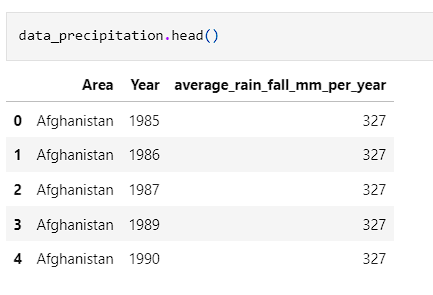 data_precipitation.head()
Area Year average_rain_fall_mm_per_year
0 Afghanistan 1985 327
1 Afghanistan 1986 327
2 Afghanistan 1987 327
3 Afghanistan 1989 327
4 Afghanistan 1990 327